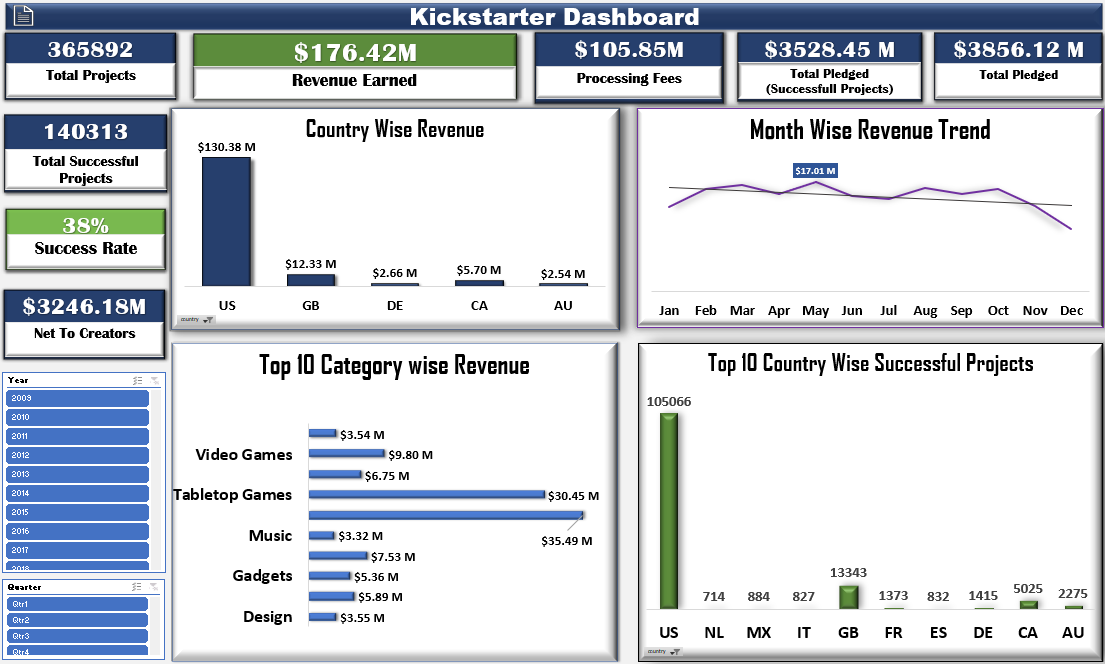 Kickstarter Dashboard
365892
Total Projects
$176.42M
Revenue Earned
$105.85M
Processing Fees
$3528.45 M
Total Pledged
(Successfull Projects)
$3856.12 M
Total Pledged
140313
Total Successful
Projects
38%
Success Rate
$3246.18M
Net To Creators
Year
2009
2010
2011
2012
2013
2014
2015
2016
2017
2018
Quarter
Qtr1
Qtr2
Qtr3
Qtr4
Country Wise Revenue
$130.38 M
$12.33 M
$2.66 M
$5.70 M
$2.54 M
US GB DE CA AU
country
Month Wise Revenue Trend
$17.01 M
Jan Feb Mar Apr May Jun Jul Aug Sep Oct Nov Dec
Top 10 Category wise Revenue
$3.54 M
Video Games $9.80 M
$6.75 M
Tabletop Games $30.45 M
$35.49 M
Music $3.32 M
$7.53 M
Gadgets $5.36 M
$5.89 M
Design $3.55 M
Top 10 Country Wise Successful Projects
105066
714
884
827
13343
1373
832
1415
5025
2275
US NL MX IT GB FR ES DE CA AU
country